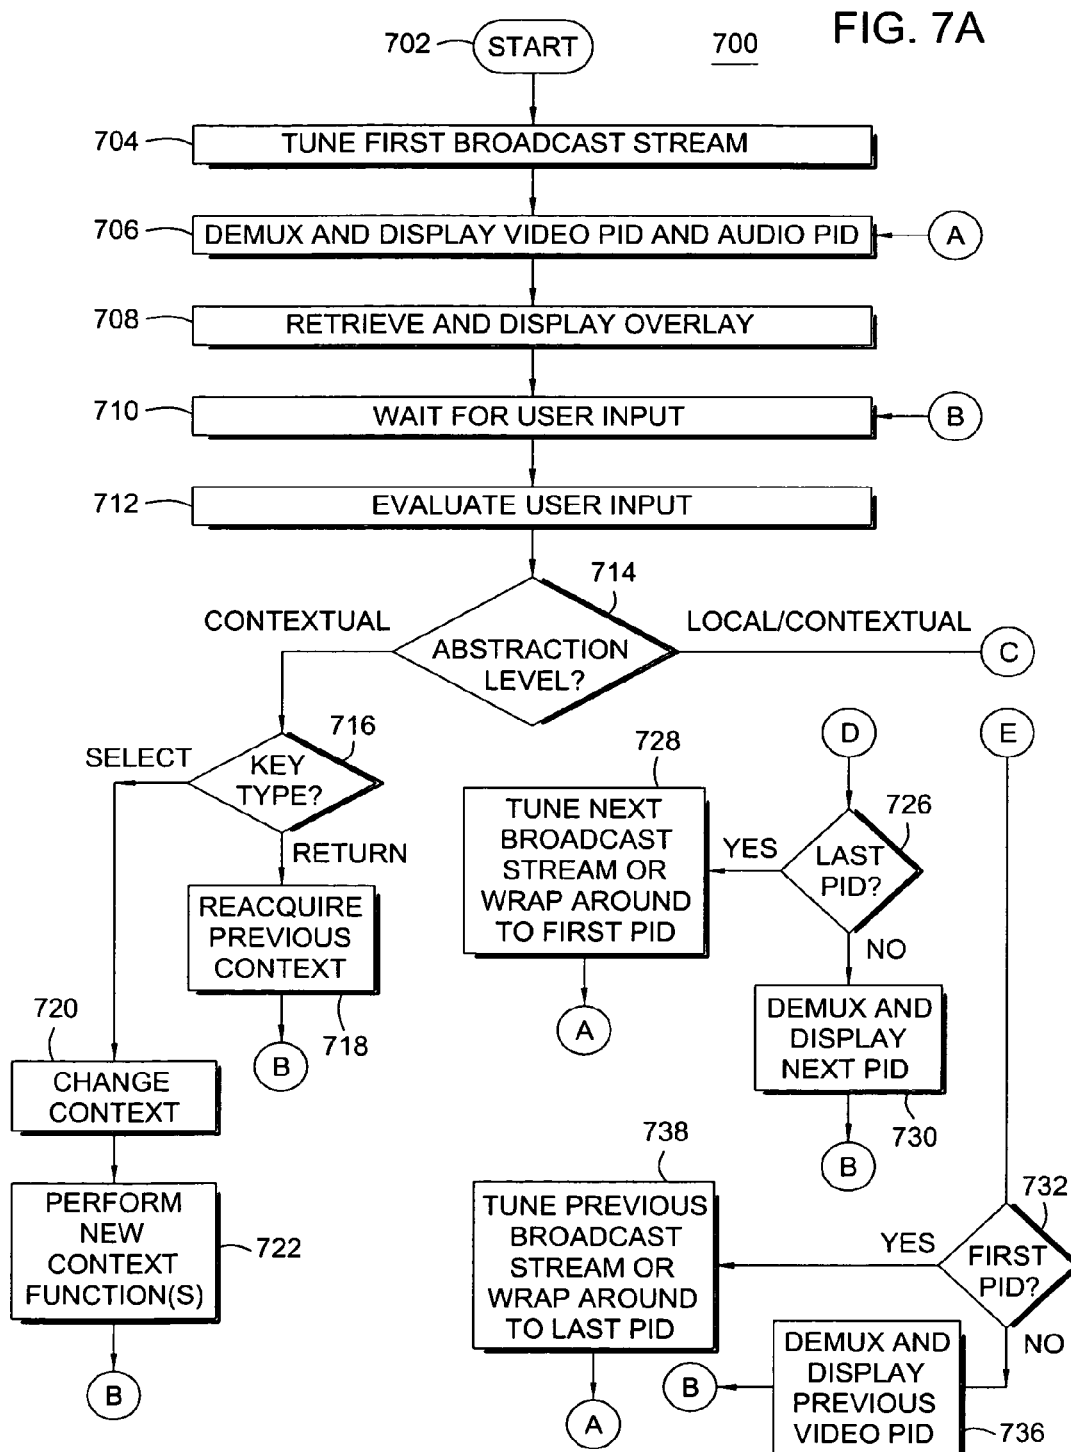 FIG. 7A
702
START
700
704
TUNE FIRST BROADCAST STREAM
706
DEMUX AND DISPLAY VIDEO PID AND AUDIO PID
A
708
RETRIEVE AND DISPLAY OVERLAY
710
WAIT FOR USER INPUT
B
712
EVALUATE USER INPUT
714
CONTEXTUAL
ABSTRACTION
LEVEL?
LOCAL/CONTEXTUAL
C
716
SELECT
KEY
TYPE?
RETURN
REACQUIRE
PREVIOUS
CONTEXT
718
B
720
CHANGE
CONTEXT
PERFORM
NEW
CONTEXT
FUNCTION(S)
722
B
D
E
728
TUNE NEXT
BROADCAST
STREAM OR
WRAP AROUND
TO FIRST PID
A
726
YES
LAST
PID?
NO
DEMUX AND
DISPLAY
NEXT PID
730
B
738
TUNE PREVIOUS
BROADCAST
STREAM OR
WRAP AROUND
TO LAST PID
A
732
YES
FIRST
PID?
NO
DEMUX AND
DISPLAY
PREVIOUS
VIDEO PID
736
B